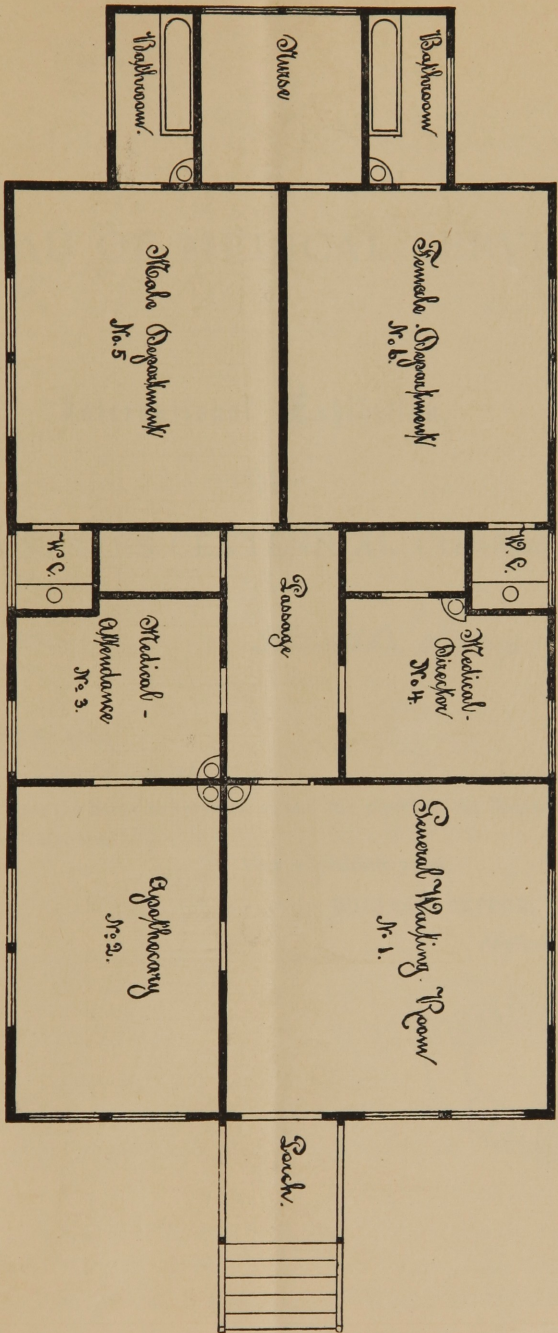 Bathroom.
Nurse
Bathroom
Male Department
No. 5
Female Department
No 6.
W C.
Passage
W. C.
Medical-
Attendance
No 3.
Medical-
Director
No 4.
Apothecary
No 2.
General Waiting Room
No 1.
Porch.